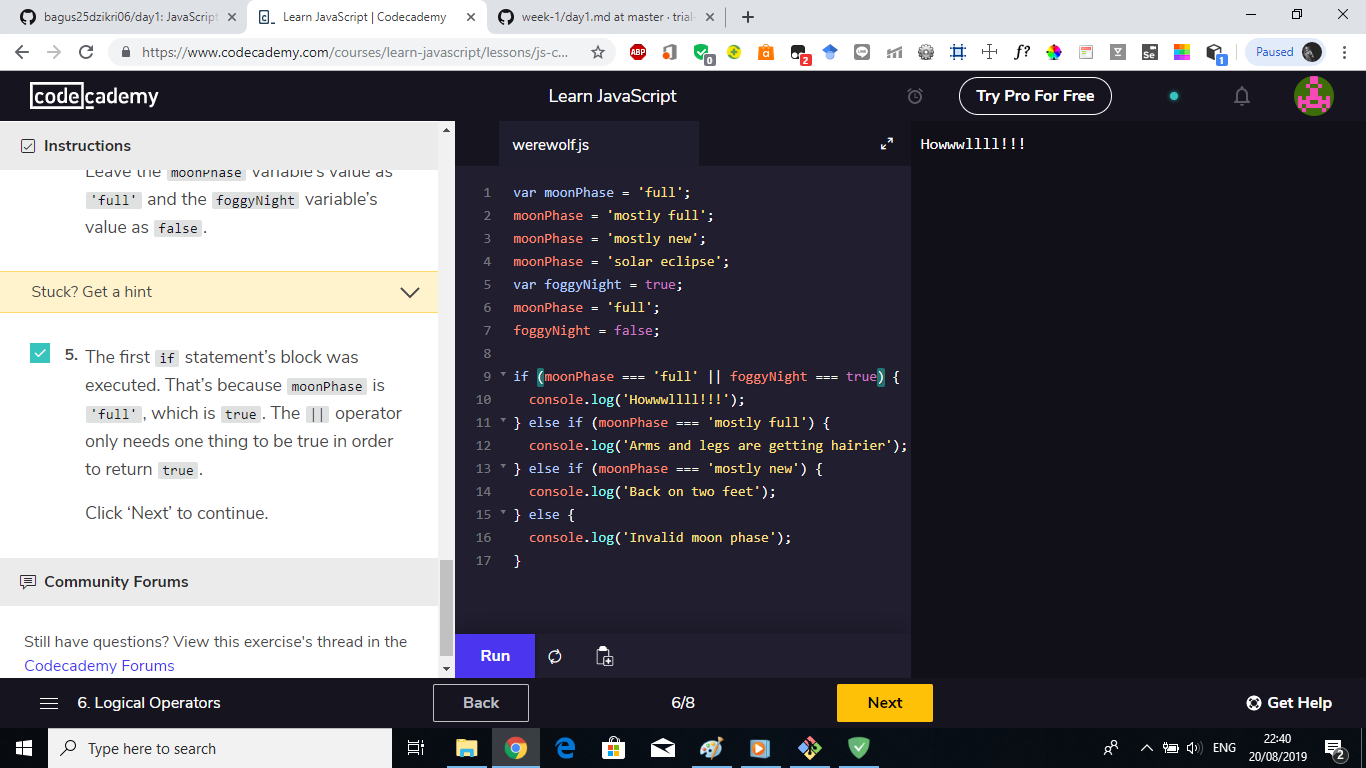 bagus25dzikri06/day1: JavaScript
Learn JavaScript | Codecademy
week-1/day1.md at master · trial-
https://www.codecademy.com/courses/learn-javascript/lessons/js-c...
ABP
0
2
f?
Se
1
Paused
codecademy
Learn JavaScript
Try Pro For Free
Instructions
Leave the moonPhase variable's value as
'full' and the foggyNight variable's
value as false.
Stuck? Get a hint
5. The first if statement's block was
executed. That's because moonPhase is
'full', which is true. The || operator
only needs one thing to be true in order
to return true.
Click 'Next' to continue.
Community Forums
Still have questions? View this exercise's thread in the
Codecademy Forums
werewolf.js
1 var moonPhase = 'full';
2 moonPhase = 'mostly full';
3 moonPhase = 'mostly new';
4 moonPhase = 'solar eclipse';
5 var foggyNight = true;
6 moonPhase = 'full';
7 foggyNight = false;
8
9 if (moonPhase === 'full' || foggyNight === true) {
10 console.log('Howwwllll!!!');
11 } else if (moonPhase === 'mostly full') {
12 console.log('Arms and legs are getting hairier');
13 } else if (moonPhase === 'mostly new') {
14 console.log('Back on two feet');
15 } else {
16 console.log('Invalid moon phase');
17 }
Run
Howwwllll!!!
6. Logical Operators
Back
6/8
Next
Get Help
Type here to search
ENG
22:40
20/08/2019
2